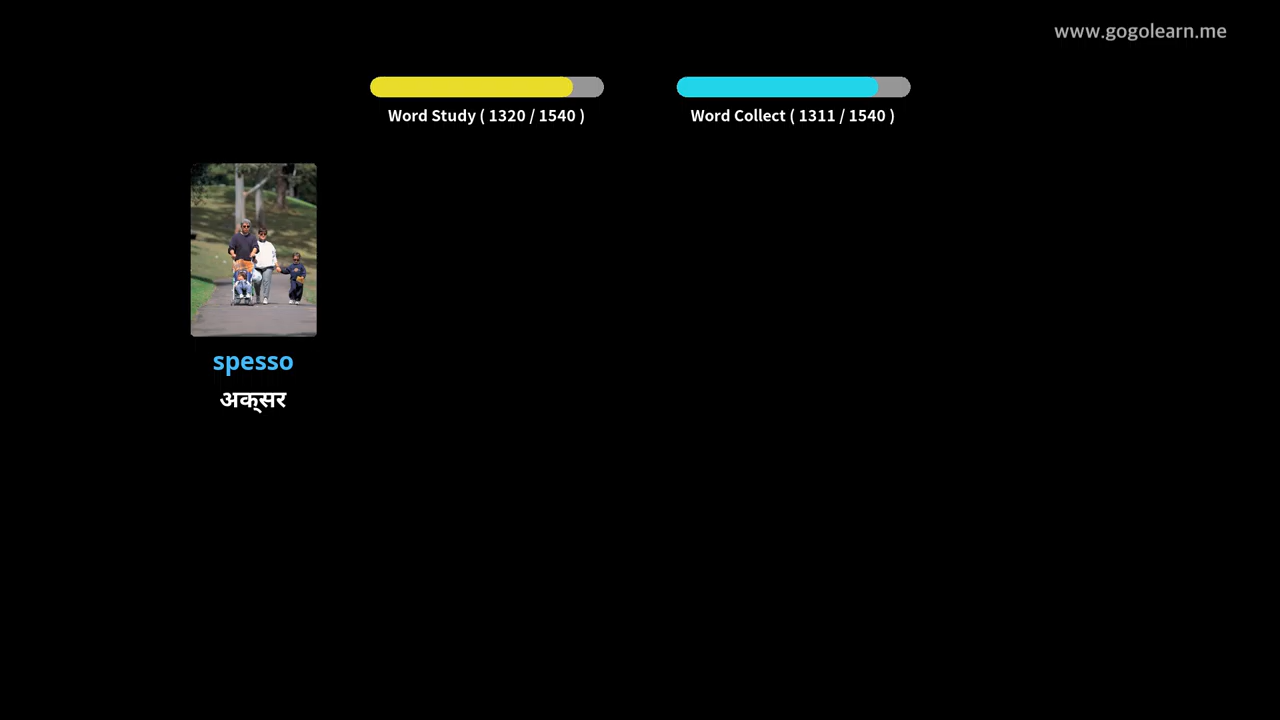 www.gogolearn.me
Word Study ( 1320 / 1540 )
Word Collect ( 1311 / 1540 )
spesso
अक्सर